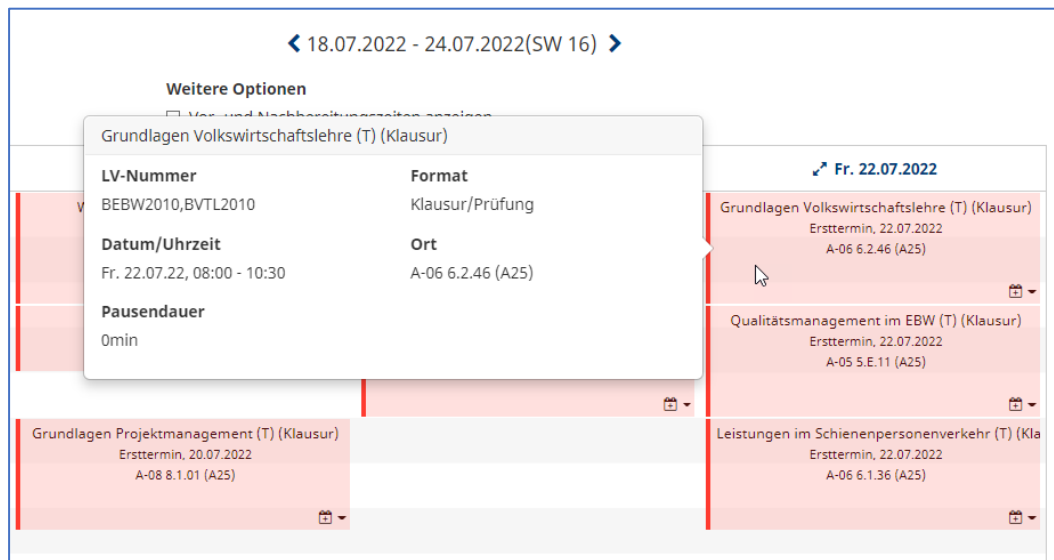 18.07.2022 - 24.07.2022(SW 16)
Weitere Optionen
Vor- und Nachbereitungszeiten anzeigen
Grundlagen Volkswirtschaftslehre (T) (Klausur)
LV-Nummer
BEBW2010,BVTL2010
Format
Klausur/Prüfung
Datum/Uhrzeit
Fr. 22.07.22, 08:00 - 10:30
Ort
A-06 6.2.46 (A25)
Pausendauer
0min
W
Grundlagen Projektmanagement (T) (Klausur)
Ersttermin, 20.07.2022
A-08 8.1.01 (A25)
Fr. 22.07.2022
Grundlagen Volkswirtschaftslehre (T) (Klausur)
Ersttermin, 22.07.2022
A-06 6.2.46 (A25)
Qualitätsmanagement im EBW (T) (Klausur)
Ersttermin, 22.07.2022
A-05 5.E.11 (A25)
Leistungen im Schienenpersonenverkehr (T) (Kla
Ersttermin, 22.07.2022
A-06 6.1.36 (A25)